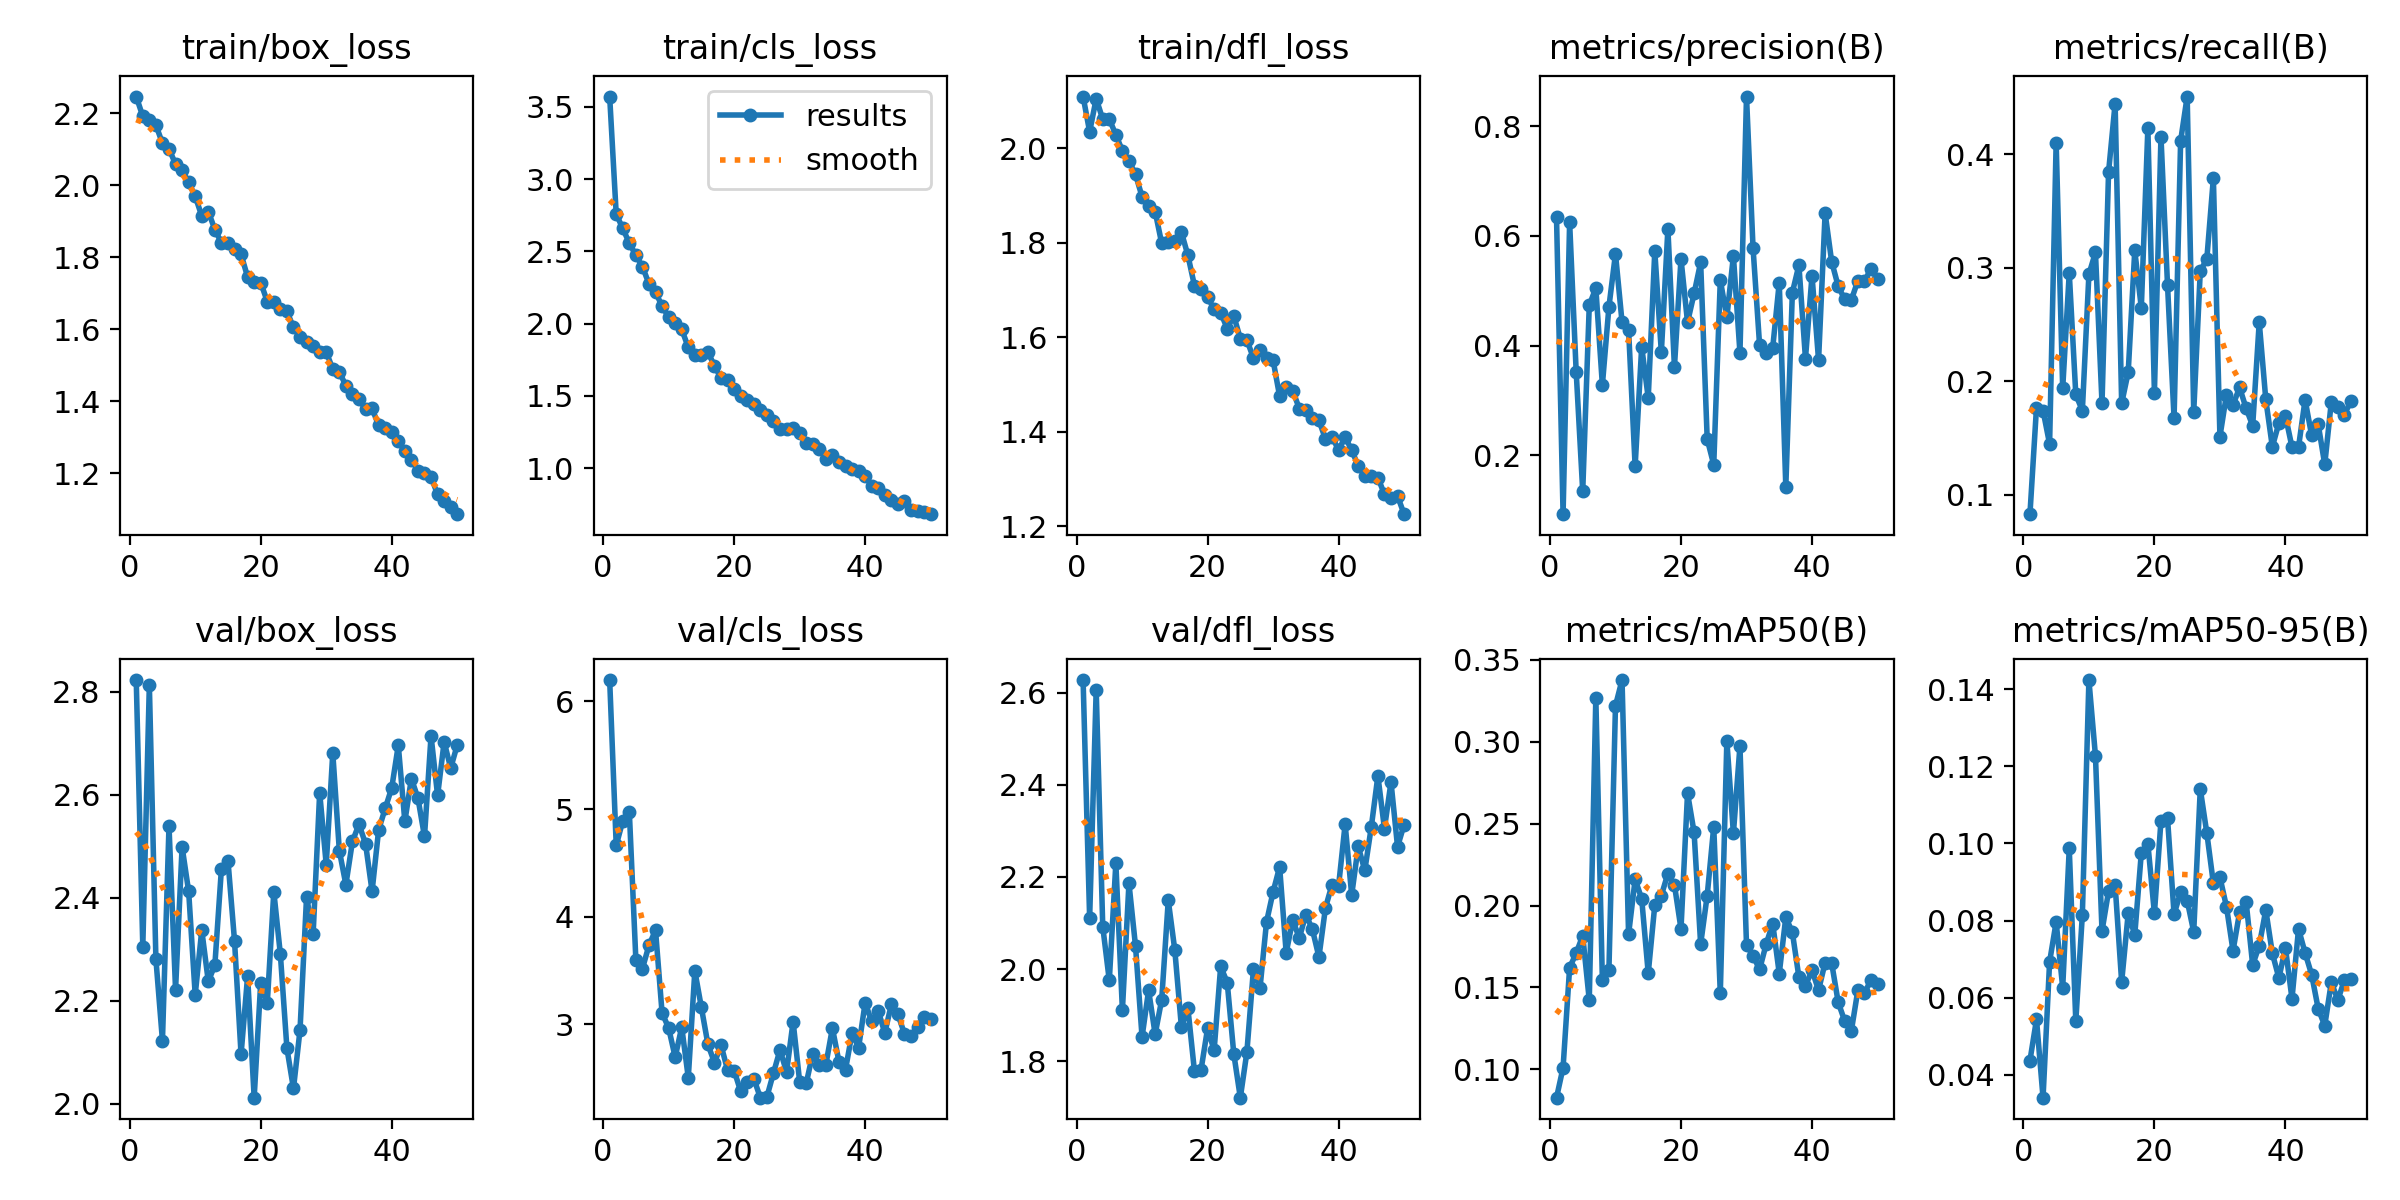 train/box_loss
2.2
2.0
1.8
1.6
1.4
1.2
0 20 40
train/cls_loss
results
smooth
3.5
3.0
2.5
2.0
1.5
1.0
0 20 40
train/dfl_loss
2.0
1.8
1.6
1.4
1.2
0 20 40
metrics/precision(B)
0.8
0.6
0.4
0.2
0 20 40
metrics/recall(B)
0.4
0.3
0.2
0.1
0 20 40
val/box_loss
2.8
2.6
2.4
2.2
2.0
0 20 40
val/cls_loss
6
5
4
3
0 20 40
val/dfl_loss
2.6
2.4
2.2
2.0
1.8
0 20 40
metrics/mAP50(B)
0.35
0.30
0.25
0.20
0.15
0.10
0 20 40
metrics/mAP50-95(B)
0.14
0.12
0.10
0.08
0.06
0.04
0 20 40